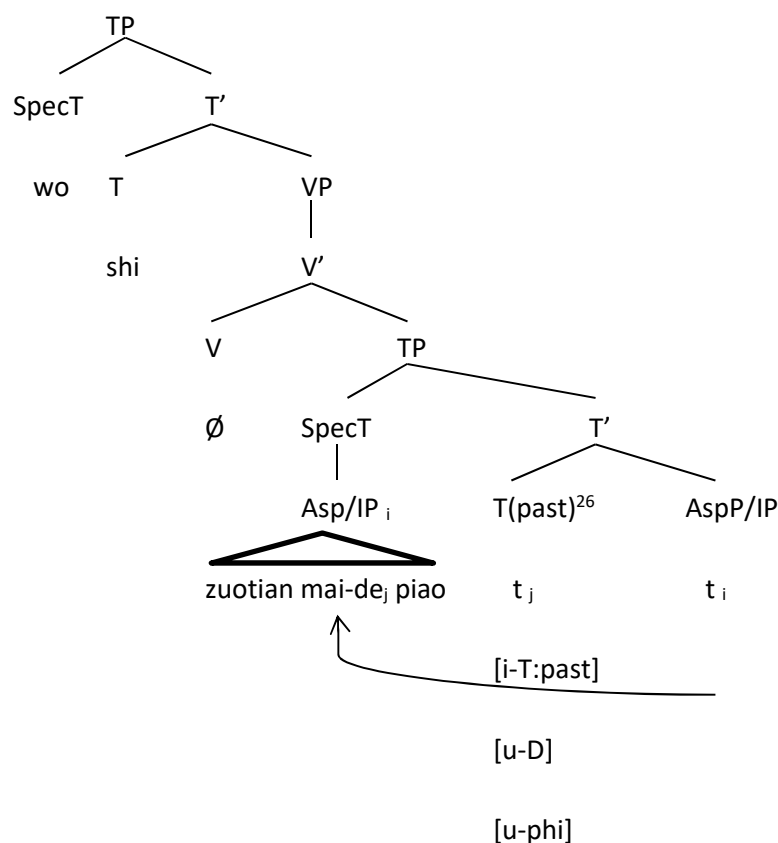 TP
SpecT T’
wo T VP
shi V’
V TP
Ø SpecT T’
Asp/IP i T(past)26 AspP/IP
zuotian mai-dej piao t j t i
[i-T:past]
[u-D]
[u-phi]